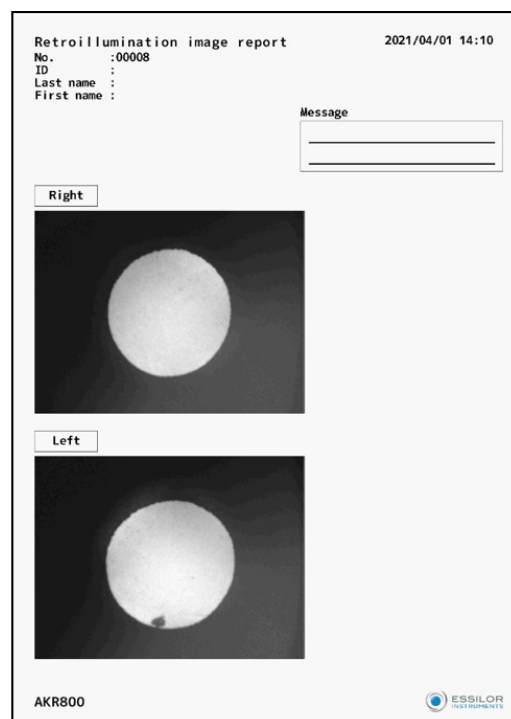 Retroillumination image report 2021/04/01 14:10
No. :00008
ID :
Last name :
First name :
Message
Right
Left
AKR800
ESSILOR
INSTRUMENTS